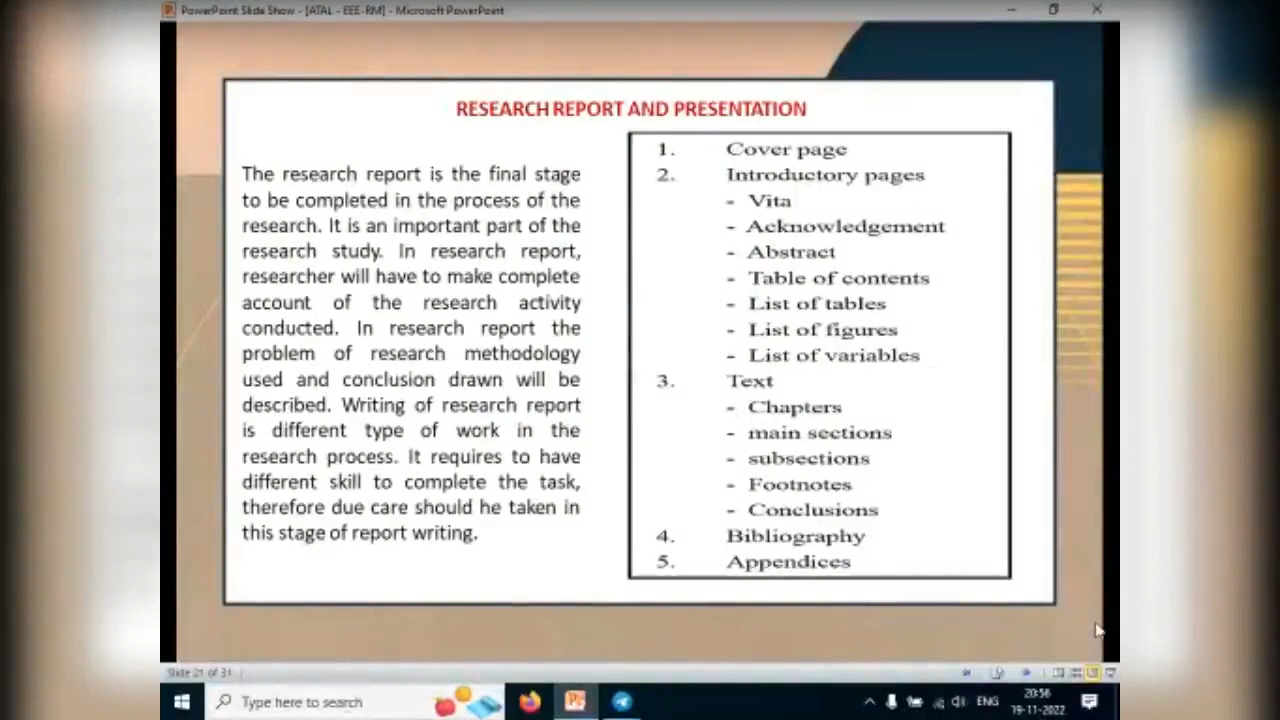 PowerPoint Slide Show - [ATAL - EEE-RM] - Microsoft PowerPoint
RESEARCH REPORT AND PRESENTATION
The research report is the final stage
to be completed in the process of the
research. It is an important part of the
research study. In research report,
researcher will have to make complete
account of the research activity
conducted. In research report the
problem of research methodology
used and conclusion drawn will be
described. Writing of research report
is different type of work in the
research process. It requires to have
different skill to complete the task,
therefore due care should he taken in
this stage of report writing.
1. Cover page
2. Introductory pages
- Vita
- Acknowledgement
- Abstract
- Table of contents
- List of tables
- List of figures
- List of variables
3. Text
- Chapters
- main sections
- subsections
- Footnotes
- Conclusions
4. Bibliography
5. Appendices
Slide 21 of 31
Type here to search
ENG
20:56
19-11-2022